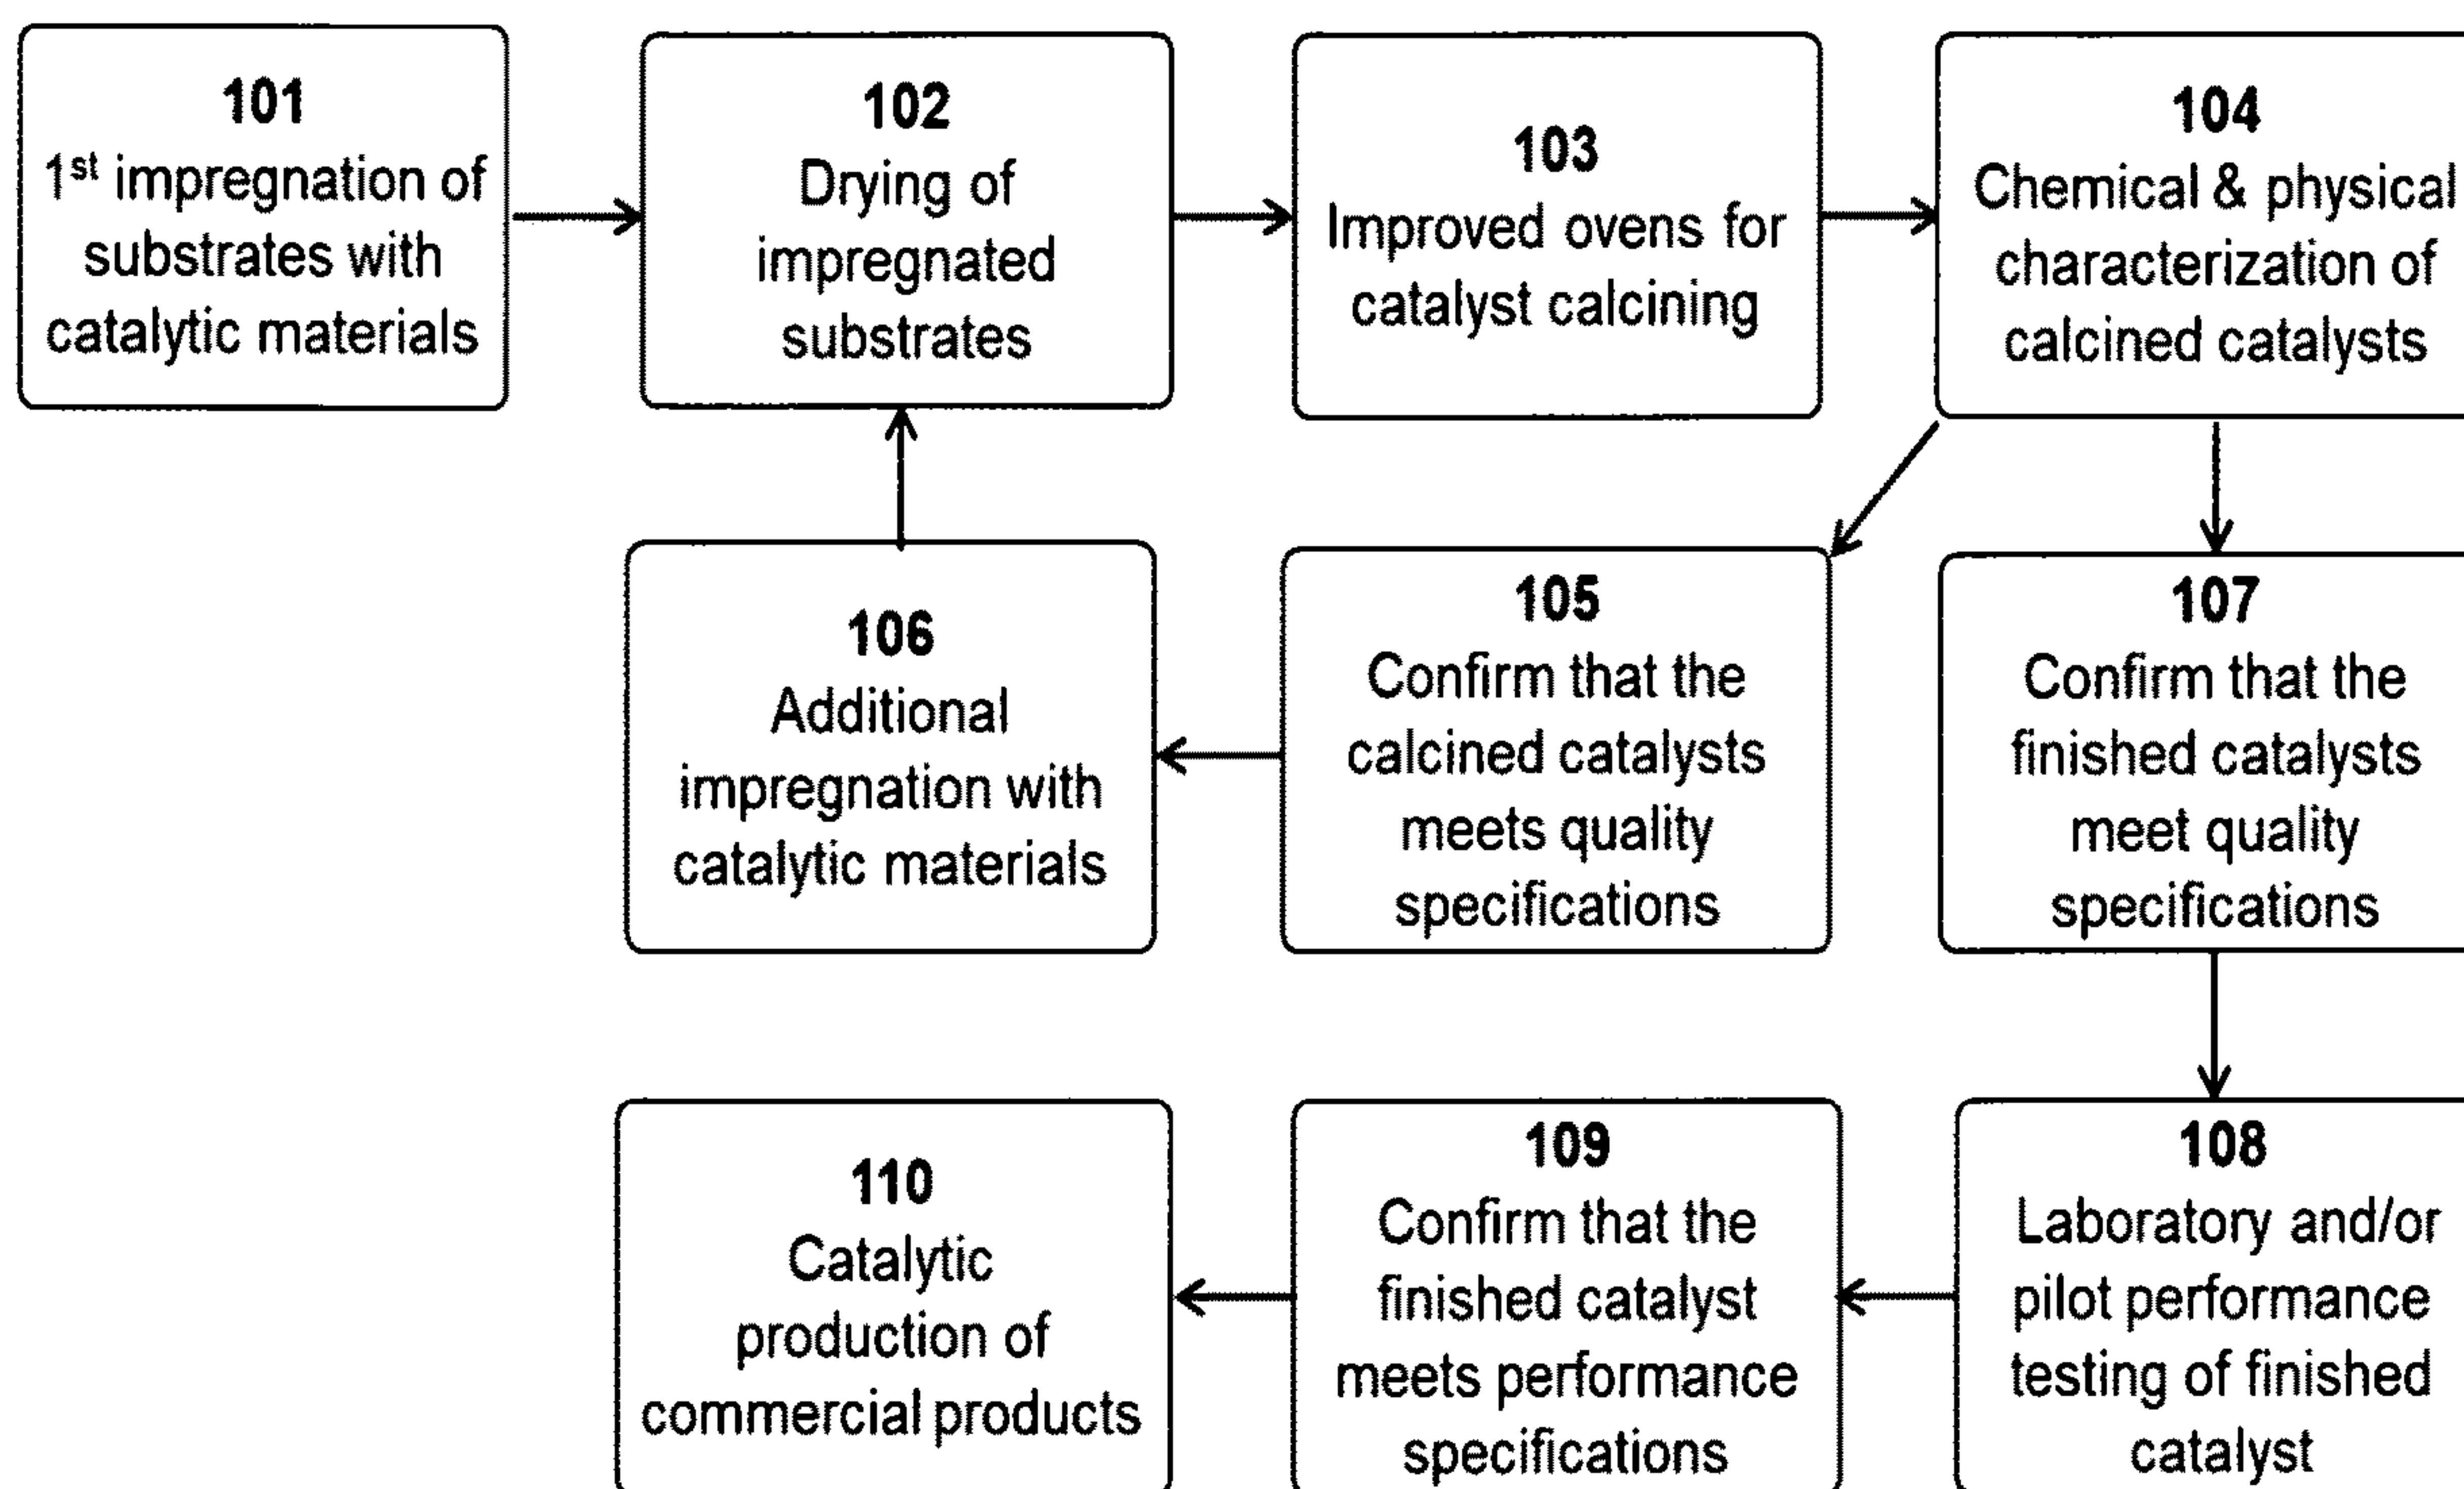 101
1st impregnation of
substrates with
catalytic materials
102
Drying of
impregnated
substrates
103
Improved ovens for
catalyst calcining
104
Chemical & physical
characterization of
calcined catalysts
106
Additional
impregnation with
catalytic materials
105
Confirm that the
calcined catalysts
meets quality
specifications
107
Confirm that the
finished catalysts
meet quality
specifications
110
Catalytic
production of
commercial products
109
Confirm that the
finished catalyst
meets performance
specifications
108
Laboratory and/or
pilot performance
testing of finished
catalyst